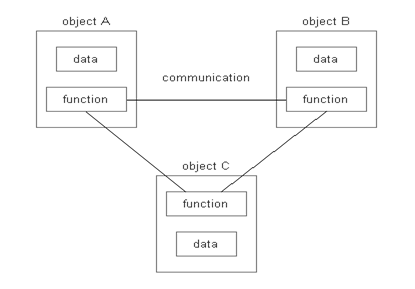 object A
object B
data
data
communication
function
function
object C
function
data